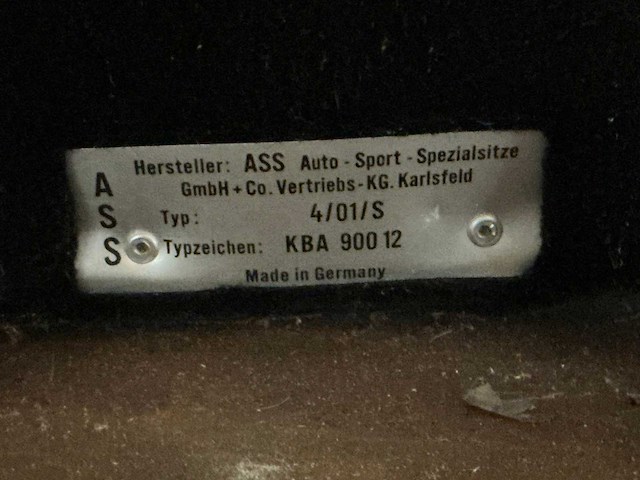 ASS
Hersteller: ASS Auto - Sport - Spezialsitze
GmbH + Co. Vertriebs - KG. Karlsfeld
Typ: 4/01/S
Typzeichen: KBA 900 12
Made in Germany